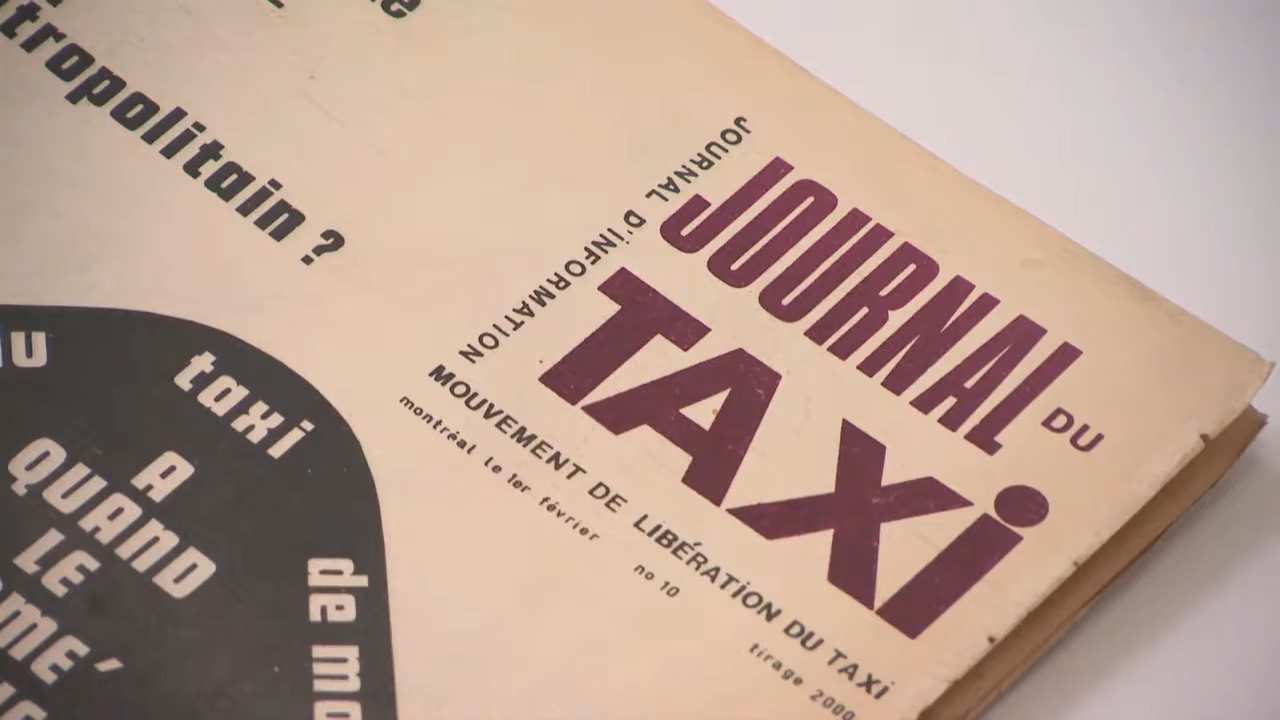 tropolitain ?
JOURNAL D'INFORMATION
JOURNAL DU
TAXi
MOUVEMENT DE LiBÉRATiON DU TAXi
montréal le 1er février no 10 tirage 2000
taxi
A
QUAND
LE
de mo